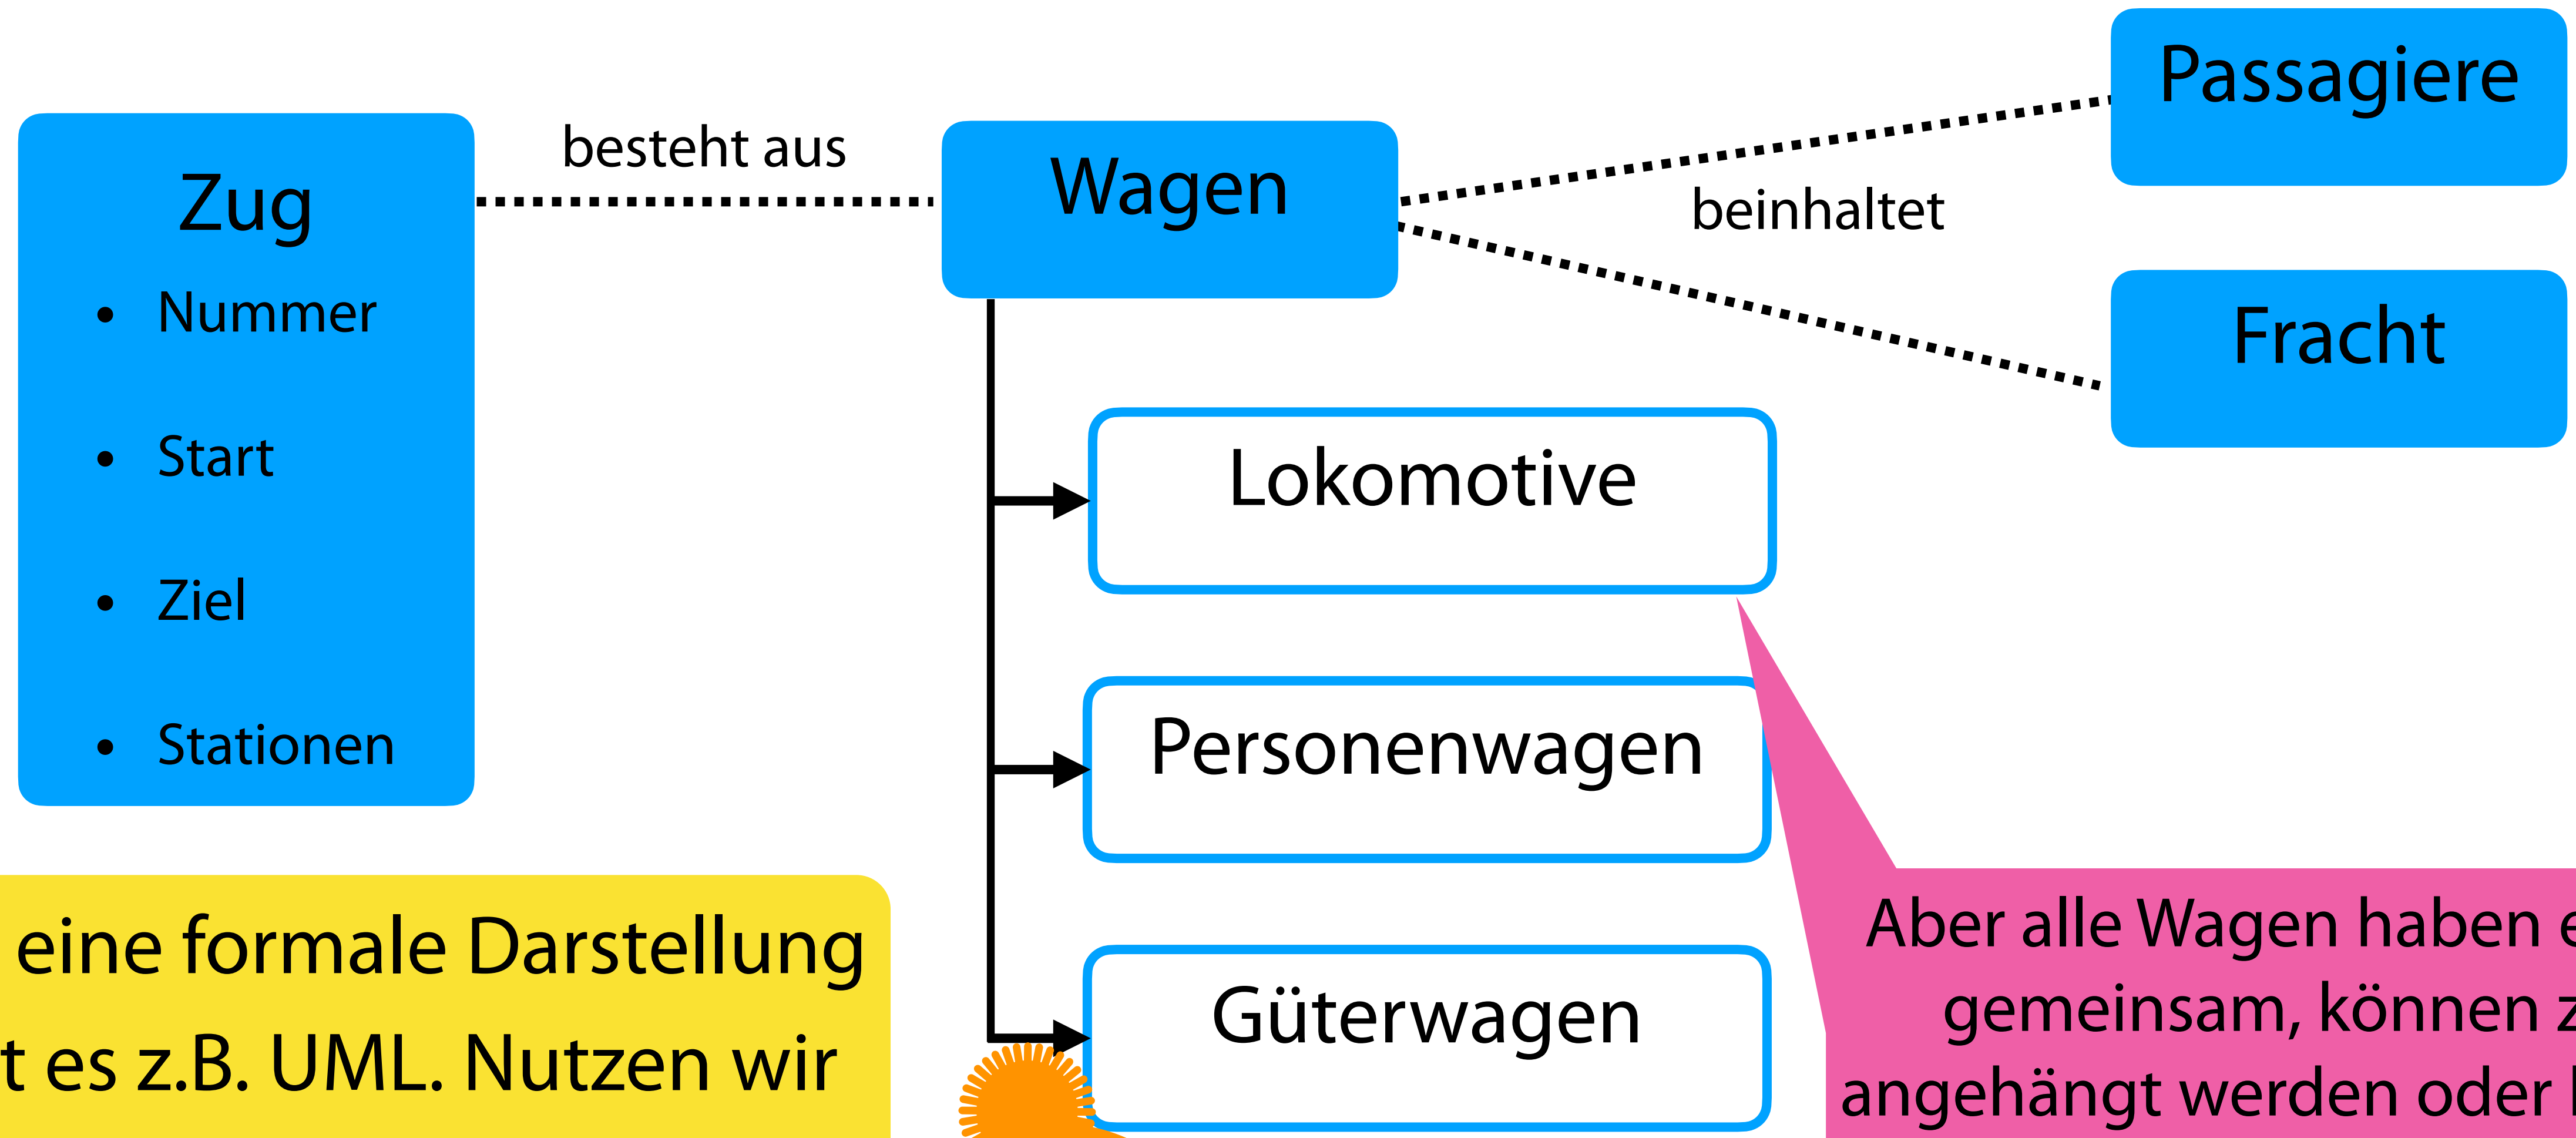 Zug
Nummer
Start
Ziel
Stationen
besteht aus
Wagen
beinhaltet
Passagiere
Fracht
Lokomotive
Personenwagen
Güterwagen
eine formale Darstellung
es z.B. UML. Nutzen wir
Aber alle Wagen haben
gemeinsam, können
angehängt werden oder